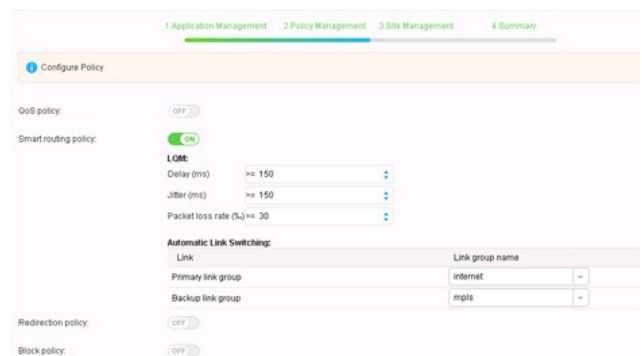 1.Application Management 2.Policy Management 3.Site Management 4.Summary
Configure Policy
QoS policy: OFF
Smart routing policy: ON
LQM:
Delay (ms) >= 150
Jitter (ms) >= 150
Packet loss rate (‰) >= 30
Automatic Link Switching:
Link Link group name
Primary link group internet
Backup link group mpls
Redirection policy: OFF
Block policy: OFF